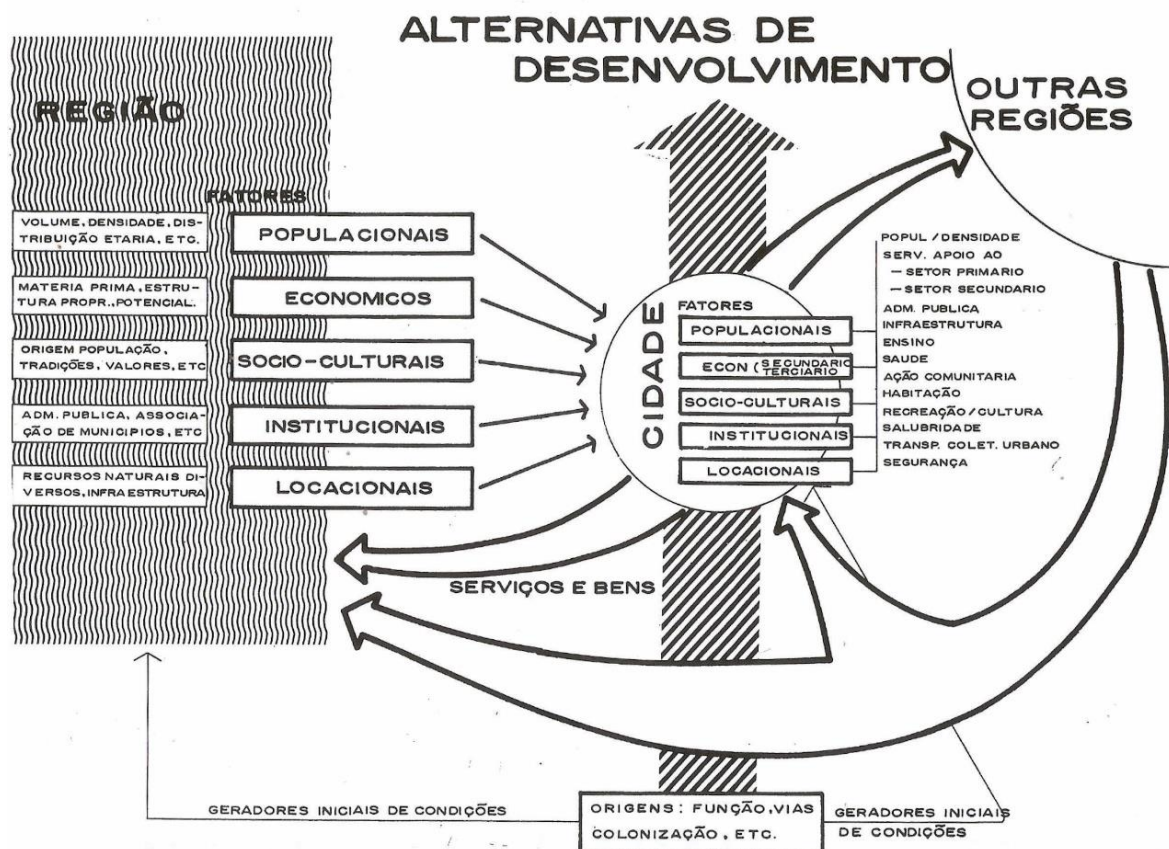 ALTERNATIVAS DE
DESENVOLVIMENTO
OUTRAS
REGIÕES
REGIÃO
FATORES
VOLUME, DENSIDADE, DIS-
TRIBUIÇÃO ETARIA, ETC.
POPULACIONAIS
MATERIA PRIMA, ESTRU-
TURA PROPR., POTENCIAL.
ECONOMICOS
ORIGEM POPULAÇÃO,
TRADIÇÕES, VALORES, ETC
SOCIO-CULTURAIS
ADM. PUBLICA, ASSOCIA-
ÇÃO DE MUNICIPIOS, ETC
INSTITUCIONAIS
RECURSOS NATURAIS DI-
VERSOS, INFRA ESTRUTURA
LOCACIONAIS
CIDADE
FATORES
POPULACIONAIS
ECON (SECUNDARIO
TERCIARIO
SOCIO-CULTURAIS
INSTITUCIONAIS
LOCACIONAIS
POPUL / DENSIDADE
SERV. APOIO AO
— SETOR PRIMARIO
— SETOR SECUNDARIO
ADM. PUBLICA
INFRAESTRUTURA
ENSINO
SAUDE
AÇÃO COMUNITARIA
HABITAÇÃO
RECREAÇÃO / CULTURA
SALUBRIDADE
TRANSP. COLET. URBANO
SEGURANÇA
SERVIÇOS E BENS
GERADORES INICIAIS DE CONDIÇÕES
ORIGENS: FUNÇÃO, VIAS
COLONIZAÇÃO, ETC.
GERADORES INICIAIS
DE CONDIÇÕES